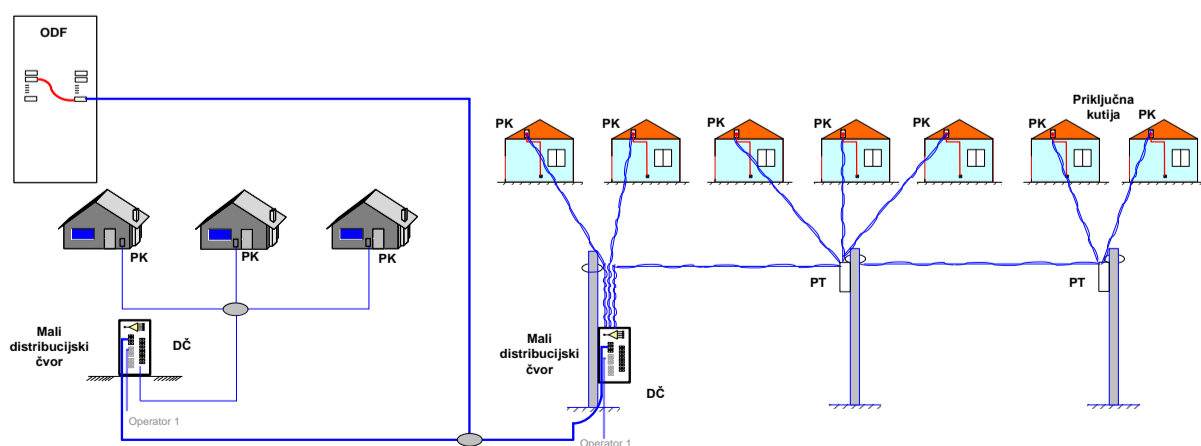 ODF
PK
PK
PK
PK
PK
Priključna
kutija
PK
PK
PK
PK
PK
PT
PT
Mali
distribucijski
čvor
DČ
Operator 1
Mali
distribucijski
čvor
DČ
Operator 1